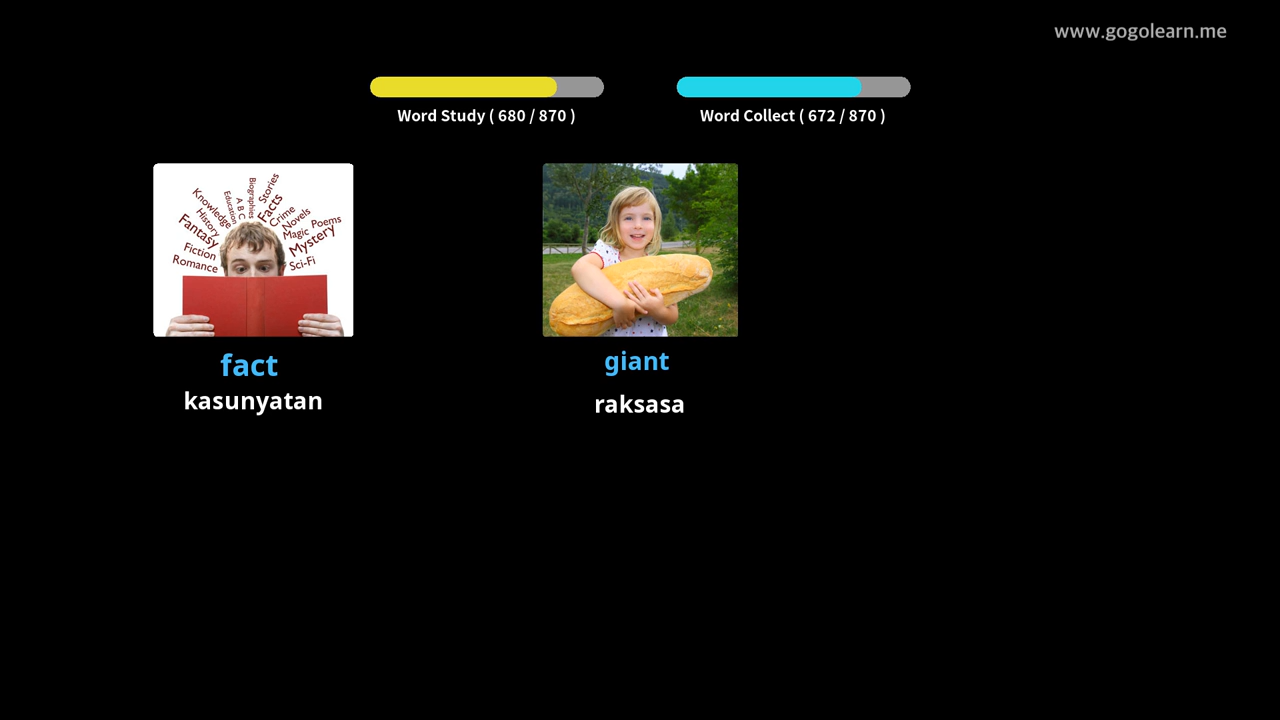 www.gogolearn.me
Word Study ( 680 / 870 )
Word Collect ( 672 / 870 )
Stories
Biographies
A B C
Education
Knowledge
Facts
Crime
History
Novels
Poems
Fantasy
Magic
Mystery
Fiction
Sci-Fi
Romance
fact
kasunyatan
giant
raksasa